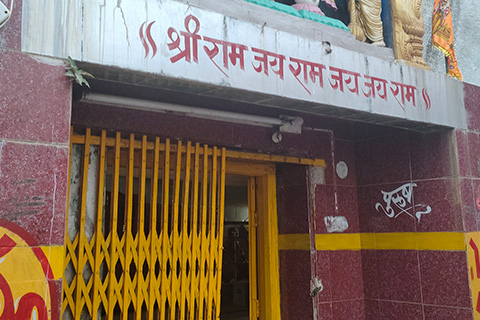 ॥ श्री राम जय राम जय जय राम ॥
पुरुष